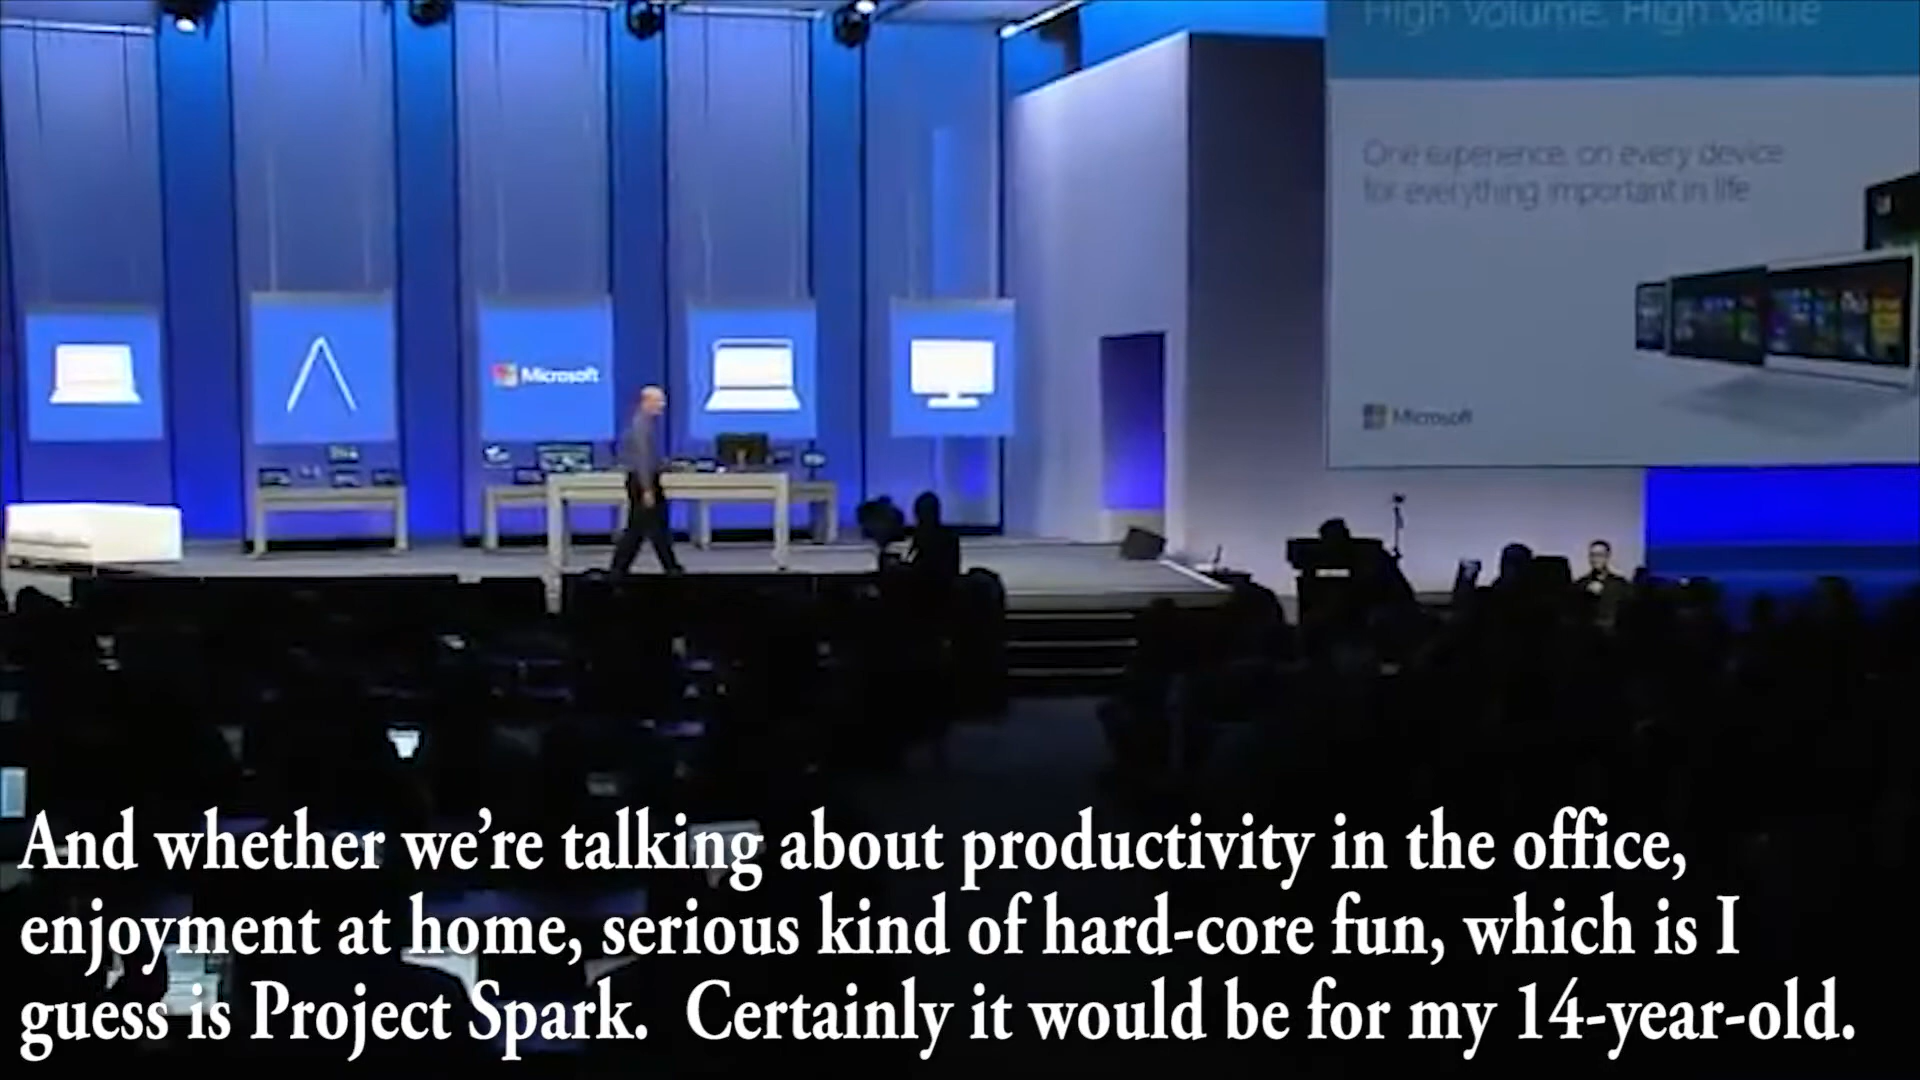 High Volume. High Value
One experience, on every device
for everything important in life
Microsoft
Microsoft
And whether we're talking about productivity in the office,
enjoyment at home, serious kind of hard-core fun, which is I
guess is Project Spark.  Certainly it would be for my 14-year-old.